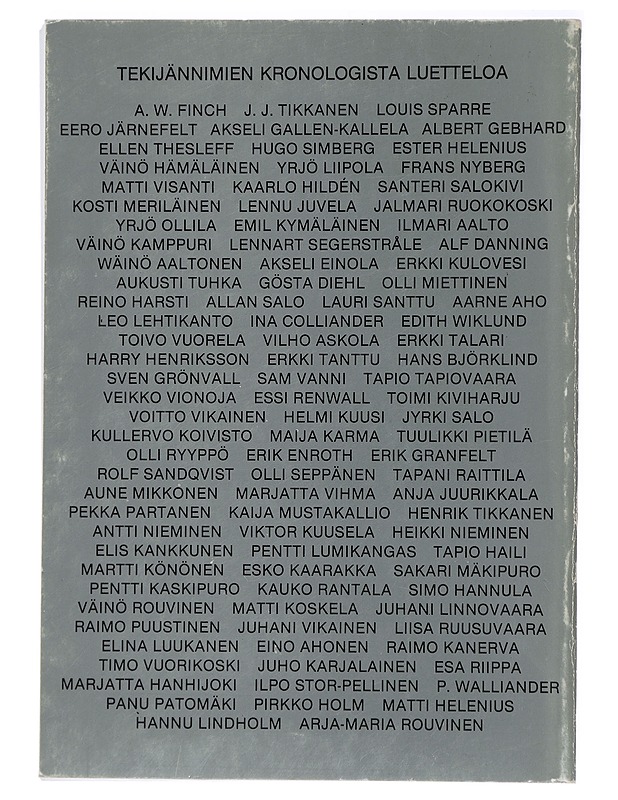 TEKIJÄNNIMIEN KRONOLOGISTA LUETTELOA
A. W. FINCH J. J. TIKKANEN LOUIS SPARRE
EERO JÄRNEFELT AKSELI GALLEN-KALLELA ALBERT GEBHARD
ELLEN THESLEFF HUGO SIMBERG ESTER HELENIUS
VÄINÖ HÄMÄLÄINEN YRJÖ LIIPOLA FRANS NYBERG
MATTI VISANTI KAARLO HILDÉN SANTERI SALOKIVI
KOSTI MERILÄINEN LENNU JUVELA JALMARI RUOKOKOSKI
YRJÖ OLLILA EMIL KYMÄLÄINEN ILMARI AALTO
VÄINÖ KAMPPURI LENNART SEGERSTRÅLE ALF DANNING
WÄINÖ AALTONEN AKSELI EINOLA ERKKI KULOVESI
AUKUSTI TUHKA GÖSTA DIEHL OLLI MIETTINEN
REINO HARSTI ALLAN SALO LAURI SANTTU AARNE AHO
LEO LEHTIKANTO INA COLLIANDER EDITH WIKLUND
TOIVO VUORELA VILHO ASKOLA ERKKI TALARI
HARRY HENRIKSSON ERKKI TANTTU HANS BJÖRKLIND
SVEN GRÖNVALL SAM VANNI TAPIO TAPIOVAARA
VEIKKO VIONOJA ESSI RENWALL TOIMI KIVIHARJU
VOITTO VIKAINEN HELMI KUUSI JYRKI SALO
KULLERVO KOIVISTO MAIJA KARMA TUULIKKI PIETILÄ
OLLI RYYPPÖ ERIK ENROTH ERIK GRANFELT
ROLF SANDQVIST OLLI SEPPÄNEN TAPANI RAITTILA
AUNE MIKKONEN MARJATTA VIHMA ANJA JUURIKKALA
PEKKA PARTANEN KAIJA MUSTAKALLIO HENRIK TIKKANEN
ANTTI NIEMINEN VIKTOR KUUSELA HEIKKI NIEMINEN
ELIS KANKKUNEN PENTTI LUMIKANGAS TAPIO HAILI
MARTTI KÖNÖNEN ESKO KAARAKKA SAKARI MÄKIPURO
PENTTI KASKIPURO KAUKO RANTALA SIMO HANNULA
VÄINÖ ROUVINEN MATTI KOSKELA JUHANI LINNOVAARA
RAIMO PUUSTINEN JUHANI VIKAINEN LIISA RUUSUVAARA
ELINA LUUKANEN EINO AHONEN RAIMO KANERVA
TIMO VUORIKOSKI JUHO KARJALAINEN ESA RIIPPA
MARJATTA HANHIJOKI ILPO STOR-PELLINEN P. WALLIANDER
PANU PATOMÄKI PIRKKO HOLM MATTI HELENIUS
HANNU LINDHOLM ARJA-MARIA ROUVINEN